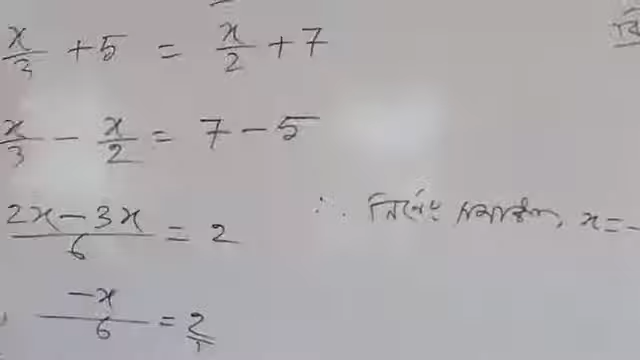 x/3 + 5 = x/2 + 7
x/3 - x/2 = 7 - 5
(2x - 3x)/6 = 2
-x/6 = 2/1
∴ নির্ণেয় সমাধান, x = -